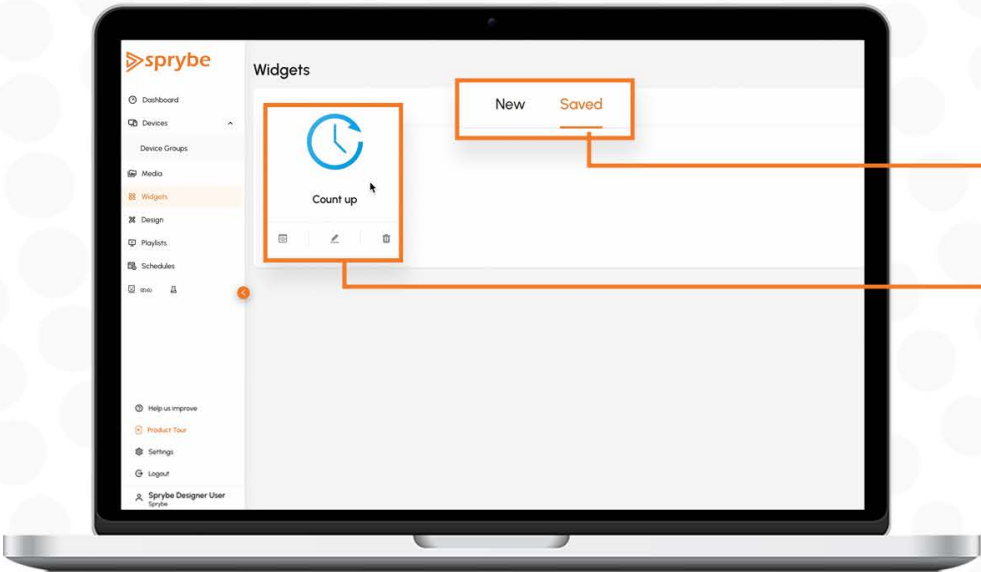 sprybe
Dashboard
Devices
Device Groups
Media
Widgets
Design
Playlists
Schedules
Help us improve
Product Tour
Settings
Logout
Sprybe Designer User
Sprybe
Widgets
New Saved
Count up